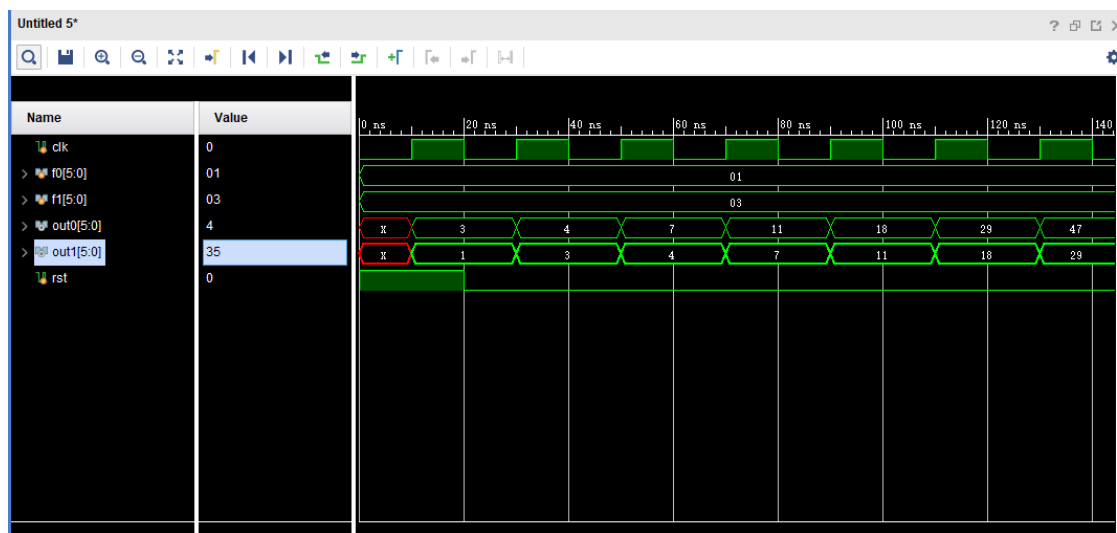 Untitled 5*
Name Value
0 ns 20 ns 40 ns 60 ns 80 ns 100 ns 120 ns 140
clk 0
f0[5:0] 01 01
f1[5:0] 03 03
out0[5:0] 4 X 3 4 7 11 18 29 47
out1[5:0] 35 X 1 3 4 7 11 18 29
rst 0